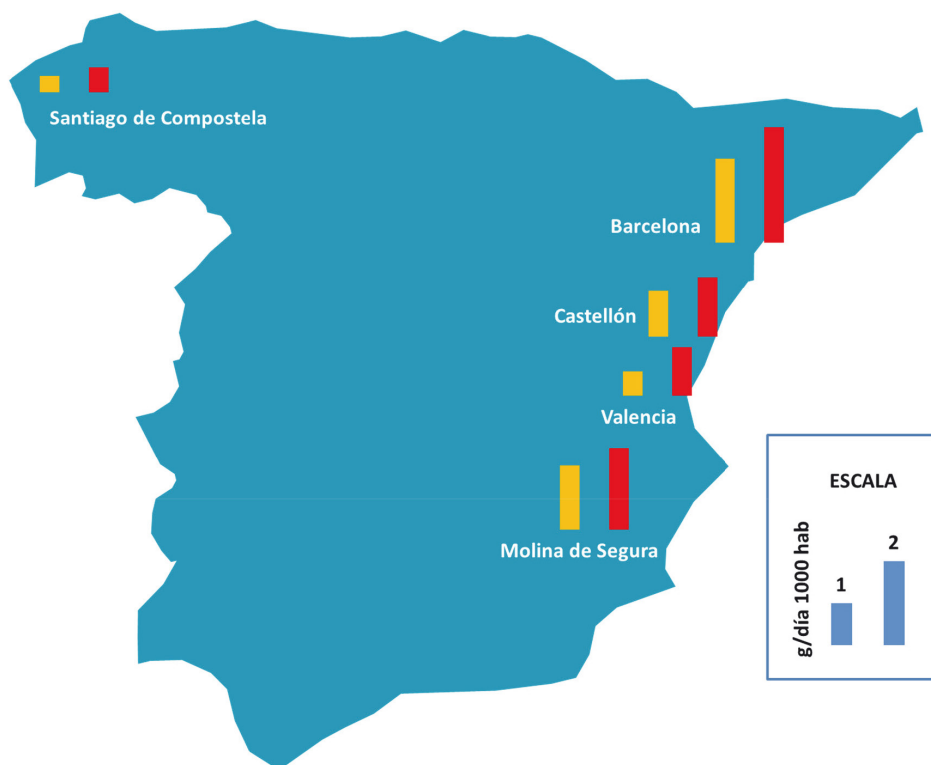 Santiago de Compostela
Barcelona
Castellón
Valencia
Molina de Segura
ESCALA
g/día 1000 hab
1
2